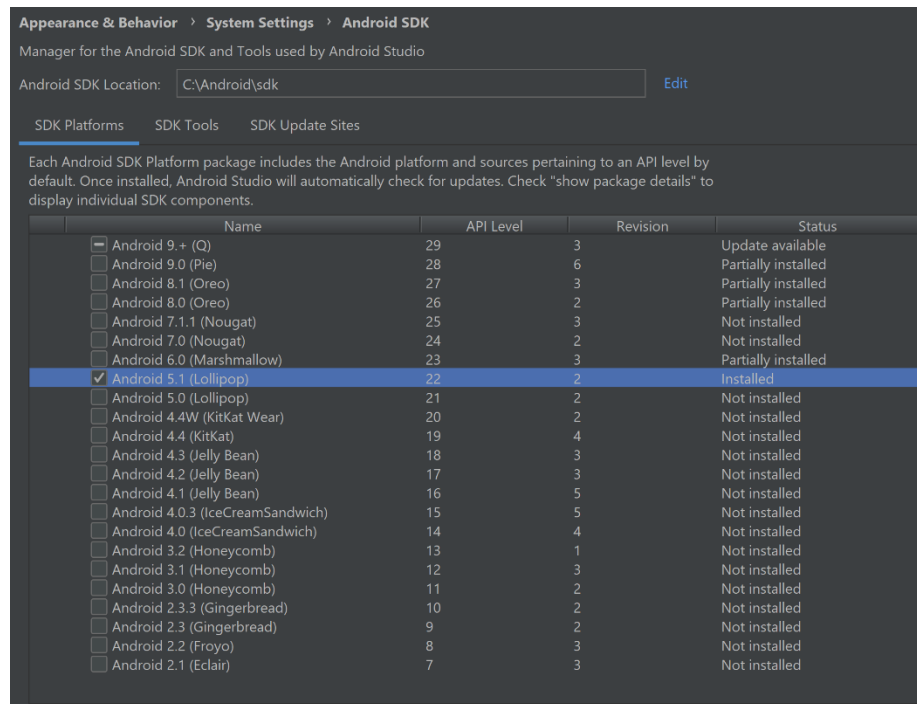 Appearance & Behavior › System Settings › Android SDK
Manager for the Android SDK and Tools used by Android Studio
Android SDK Location: C:\Android\sdk Edit
SDK Platforms SDK Tools SDK Update Sites
Each Android SDK Platform package includes the Android platform and sources pertaining to an API level by
default. Once installed, Android Studio will automatically check for updates. Check "show package details" to
display individual SDK components.
Name API Level Revision Status
Android 9.+ (Q) 29 3 Update available
Android 9.0 (Pie) 28 6 Partially installed
Android 8.1 (Oreo) 27 3 Partially installed
Android 8.0 (Oreo) 26 2 Partially installed
Android 7.1.1 (Nougat) 25 3 Not installed
Android 7.0 (Nougat) 24 2 Not installed
Android 6.0 (Marshmallow) 23 3 Partially installed
Android 5.1 (Lollipop) 22 2 Installed
Android 5.0 (Lollipop) 21 2 Not installed
Android 4.4W (KitKat Wear) 20 2 Not installed
Android 4.4 (KitKat) 19 4 Not installed
Android 4.3 (Jelly Bean) 18 3 Not installed
Android 4.2 (Jelly Bean) 17 3 Not installed
Android 4.1 (Jelly Bean) 16 5 Not installed
Android 4.0.3 (IceCreamSandwich) 15 5 Not installed
Android 4.0 (IceCreamSandwich) 14 4 Not installed
Android 3.2 (Honeycomb) 13 1 Not installed
Android 3.1 (Honeycomb) 12 3 Not installed
Android 3.0 (Honeycomb) 11 2 Not installed
Android 2.3.3 (Gingerbread) 10 2 Not installed
Android 2.3 (Gingerbread) 9 2 Not installed
Android 2.2 (Froyo) 8 3 Not installed
Android 2.1 (Eclair) 7 3 Not installed